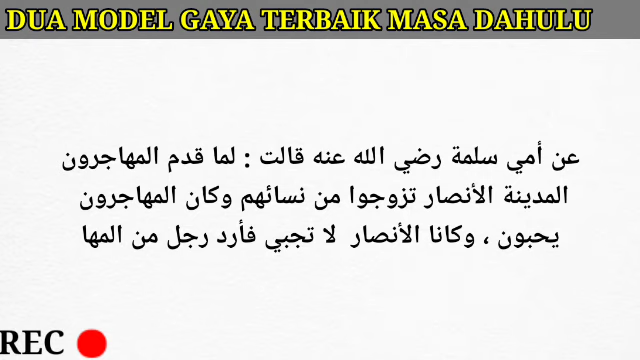 DUA MODEL GAYA TERBAIK MASA DAHULU
عن أمي سلمة رضي الله عنه قالت : لما قدم المهاجرون
المدينة الأنصار تزوجوا من نسائهم وكان المهاجرون
يحبون ، وكانا الأنصار لا تجبي فأرد رجل من المها
REC